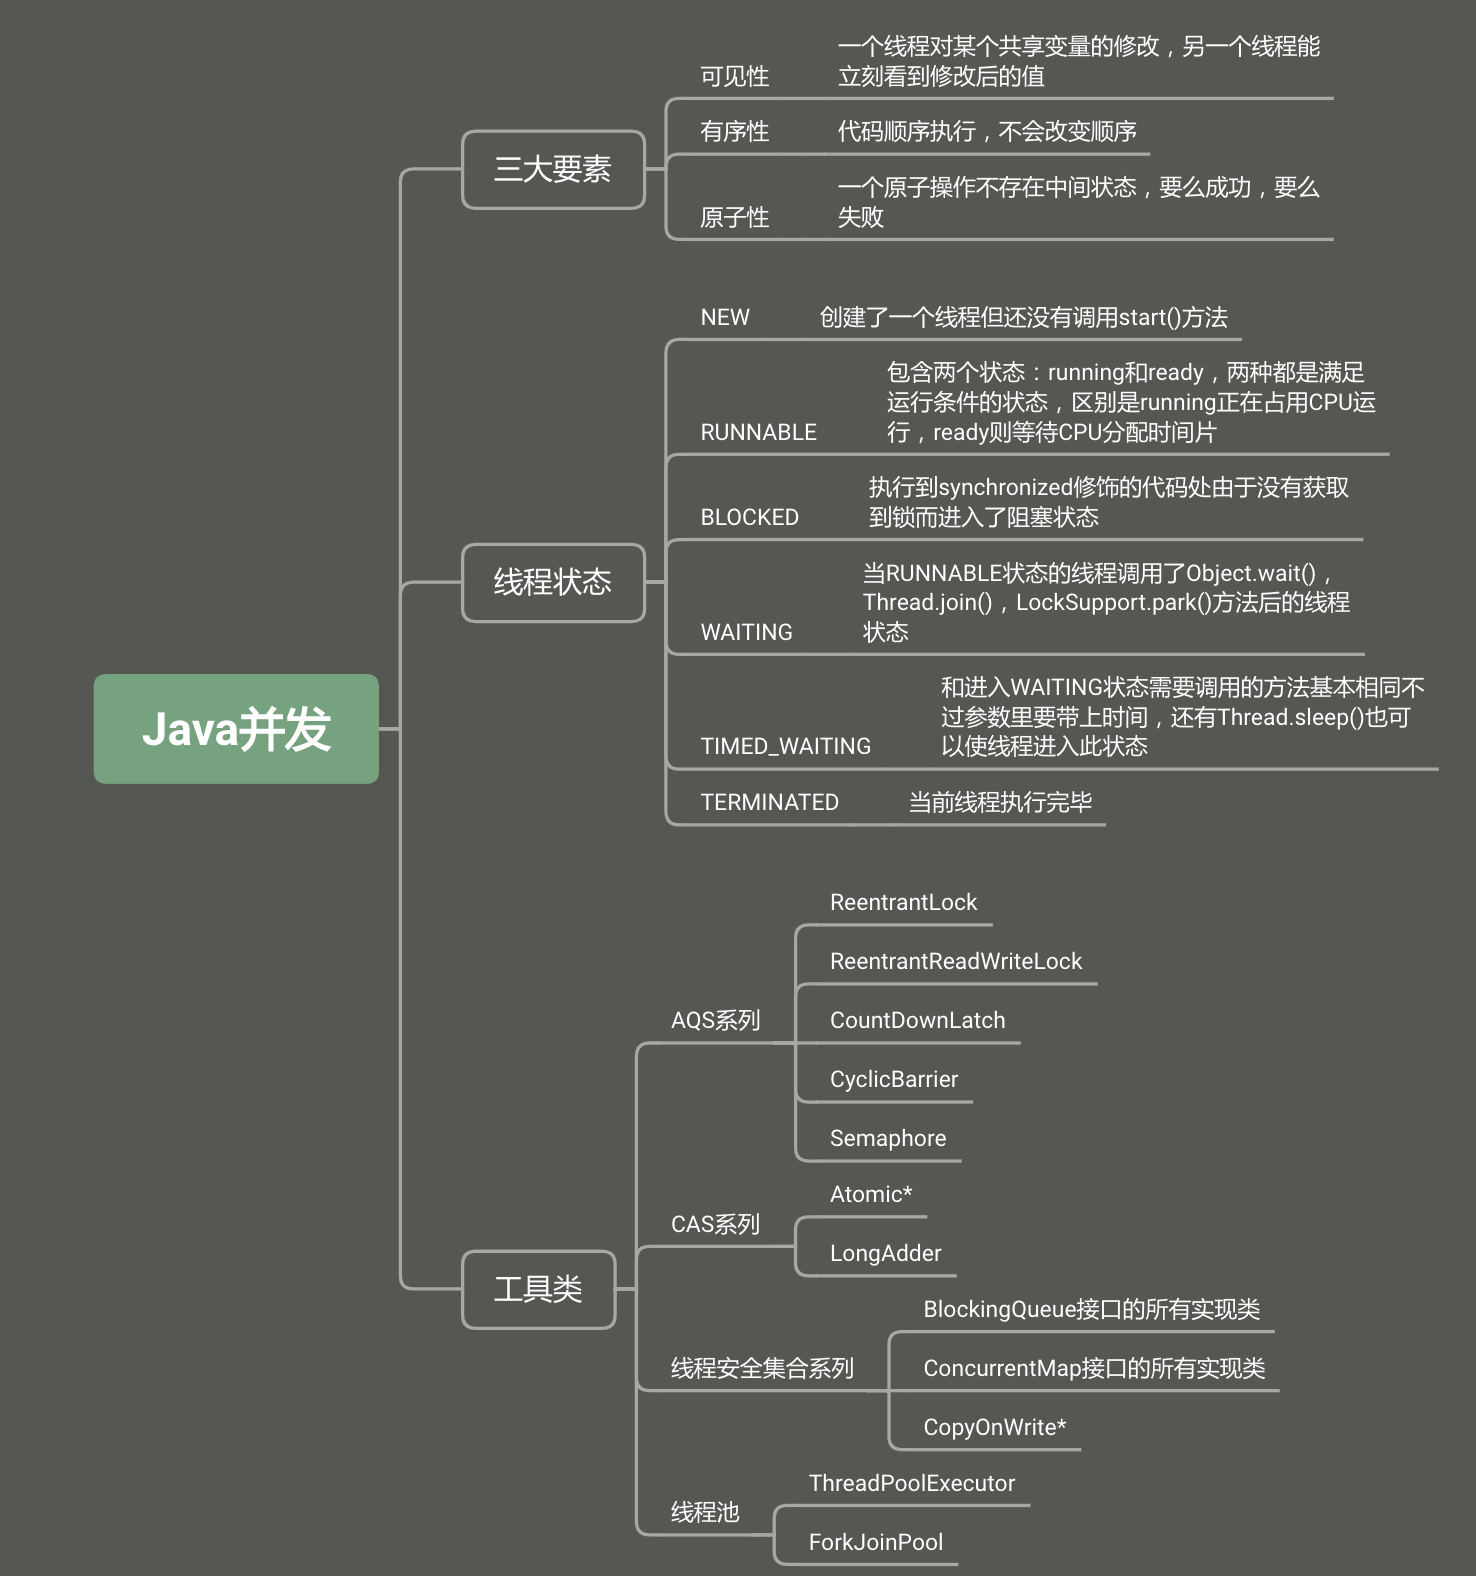 Java并发
三大要素
可见性
一个线程对某个共享变量的修改，另一个线程能
立刻看到修改后的值
有序性
代码顺序执行，不会改变顺序
原子性
一个原子操作不存在中间状态，要么成功，要么
失败
线程状态
NEW
创建了一个线程但还没有调用start()方法
RUNNABLE
包含两个状态：running和ready，两种都是满足
运行条件的状态，区别是running正在占用CPU运
行，ready则等待CPU分配时间片
BLOCKED
执行到synchronized修饰的代码处由于没有获取
到锁而进入了阻塞状态
WAITING
当RUNNABLE状态的线程调用了Object.wait()，
Thread.join()，LockSupport.park()方法后的线程
状态
TIMED_WAITING
和进入WAITING状态需要调用的方法基本相同不
过参数里要带上时间，还有Thread.sleep()也可
以使线程进入此状态
TERMINATED
当前线程执行完毕
工具类
AQS系列
ReentrantLock
ReentrantReadWriteLock
CountDownLatch
CyclicBarrier
Semaphore
CAS系列
Atomic*
LongAdder
线程安全集合系列
BlockingQueue接口的所有实现类
ConcurrentMap接口的所有实现类
CopyOnWrite*
线程池
ThreadPoolExecutor
ForkJoinPool